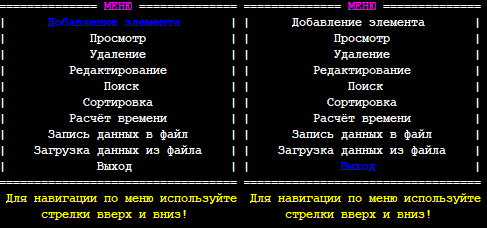 ============== МЕНЮ ==============
| Добавление элемента |
| Просмотр |
| Удаление |
| Редактирование |
| Поиск |
| Сортировка |
| Расчёт времени |
| Запись данных в файл |
| Загрузка данных из файла |
| Выход |
==================================
Для навигации по меню используйте
стрелки вверх и вниз!
============== МЕНЮ ==============
| Добавление элемента |
| Просмотр |
| Удаление |
| Редактирование |
| Поиск |
| Сортировка |
| Расчёт времени |
| Запись данных в файл |
| Загрузка данных из файла |
| Выход |
==================================
Для навигации по меню используйте
стрелки вверх и вниз!